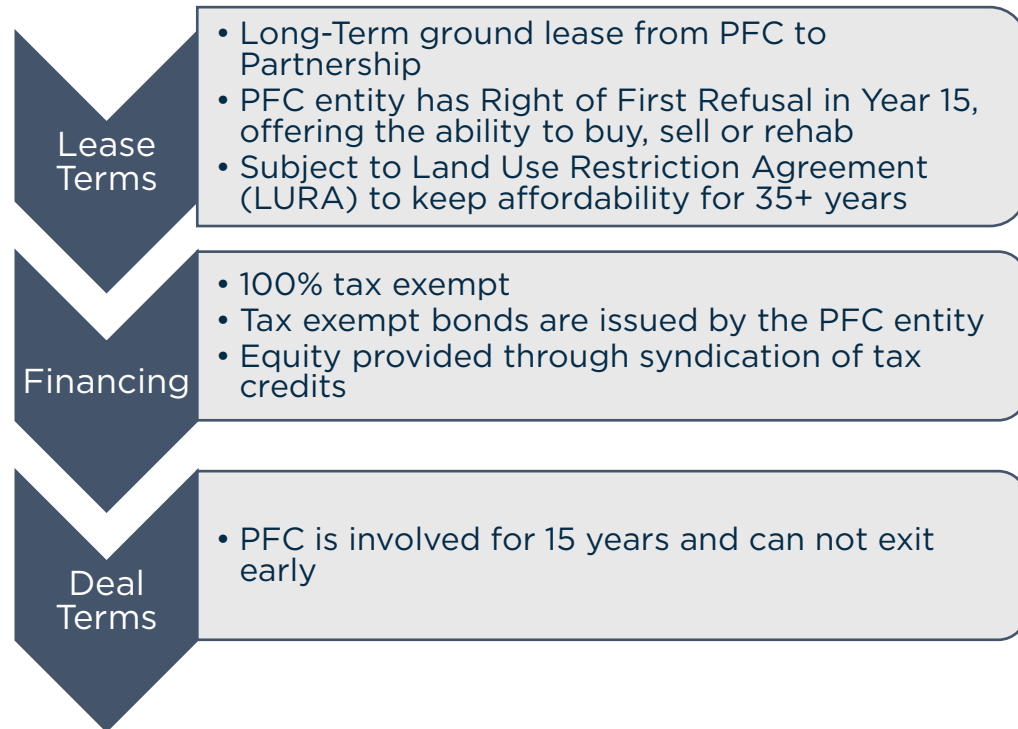 Lease
Terms
• Long-Term ground lease from PFC to
Partnership
• PFC entity has Right of First Refusal in Year 15,
offering the ability to buy, sell or rehab
• Subject to Land Use Restriction Agreement
(LURA) to keep affordability for 35+ years
Financing
• 100% tax exempt
• Tax exempt bonds are issued by the PFC entity
• Equity provided through syndication of tax
credits
Deal
Terms
• PFC is involved for 15 years and can not exit
early